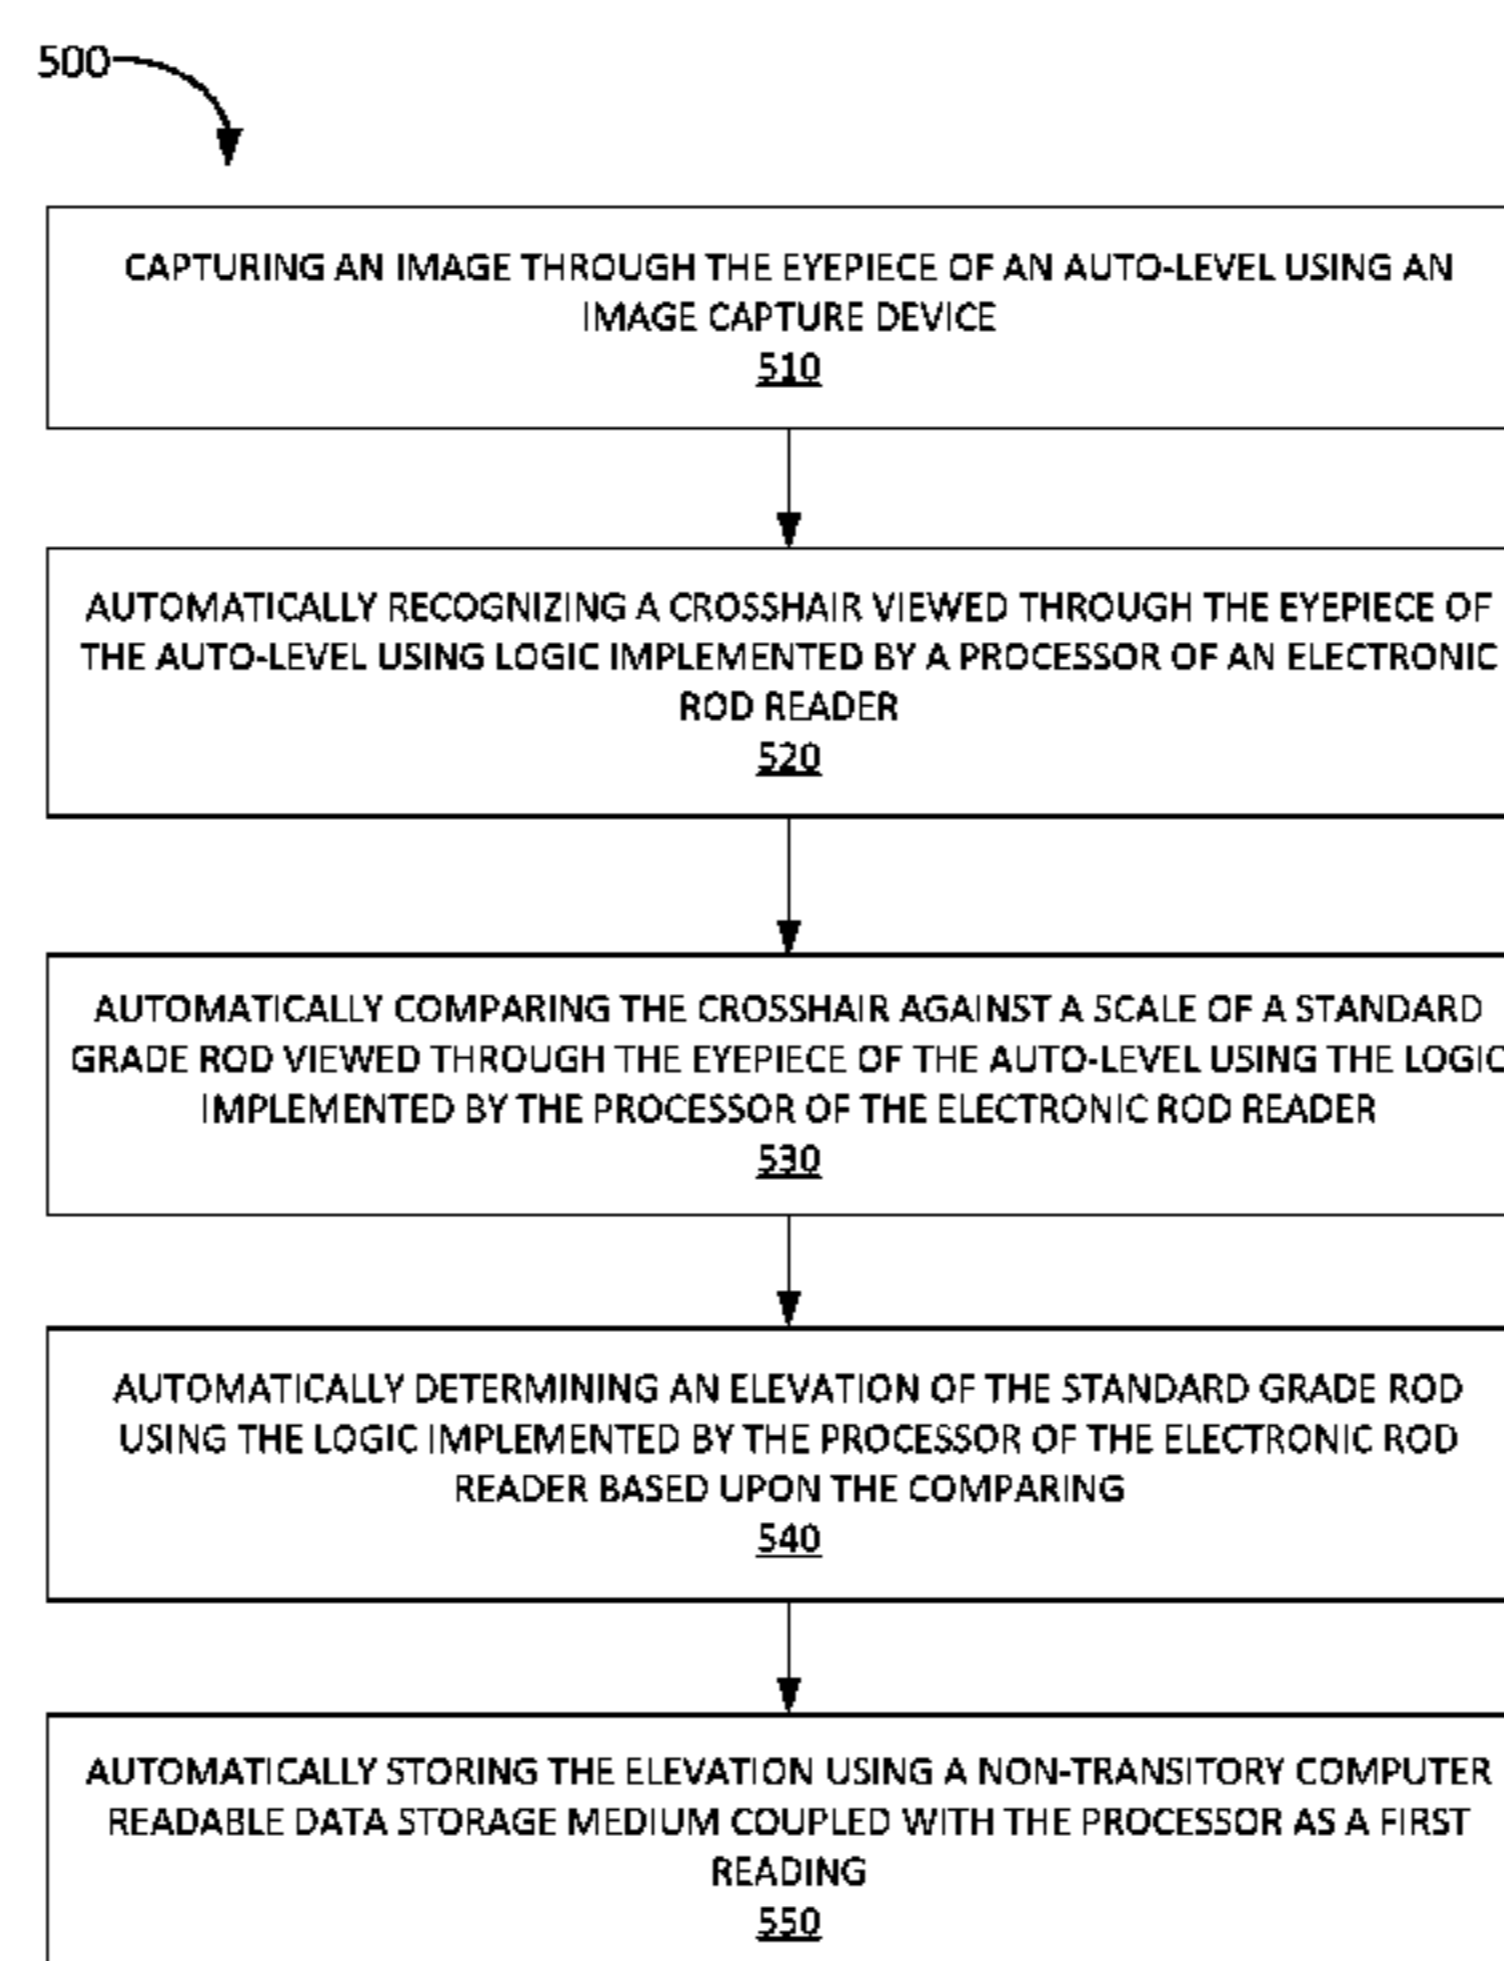 500
CAPTURING AN IMAGE THROUGH THE EYEPIECE OF AN AUTO-LEVEL USING AN
IMAGE CAPTURE DEVICE
510
AUTOMATICALLY RECOGNIZING A CROSSHAIR VIEWED THROUGH THE EYEPIECE OF
THE AUTO-LEVEL USING LOGIC IMPLEMENTED BY A PROCESSOR OF AN ELECTRONIC
ROD READER
520
AUTOMATICALLY COMPARING THE CROSSHAIR AGAINST A SCALE OF A STANDARD
GRADE ROD VIEWED THROUGH THE EYEPIECE OF THE AUTO-LEVEL USING THE LOGIC
IMPLEMENTED BY THE PROCESSOR OF THE ELECTRONIC ROD READER
530
AUTOMATICALLY DETERMINING AN ELEVATION OF THE STANDARD GRADE ROD
USING THE LOGIC IMPLEMENTED BY THE PROCESSOR OF THE ELECTRONIC ROD
READER BASED UPON THE COMPARING
540
AUTOMATICALLY STORING THE ELEVATION USING A NON-TRANSITORY COMPUTER
READABLE DATA STORAGE MEDIUM COUPLED WITH THE PROCESSOR AS A FIRST
READING
550